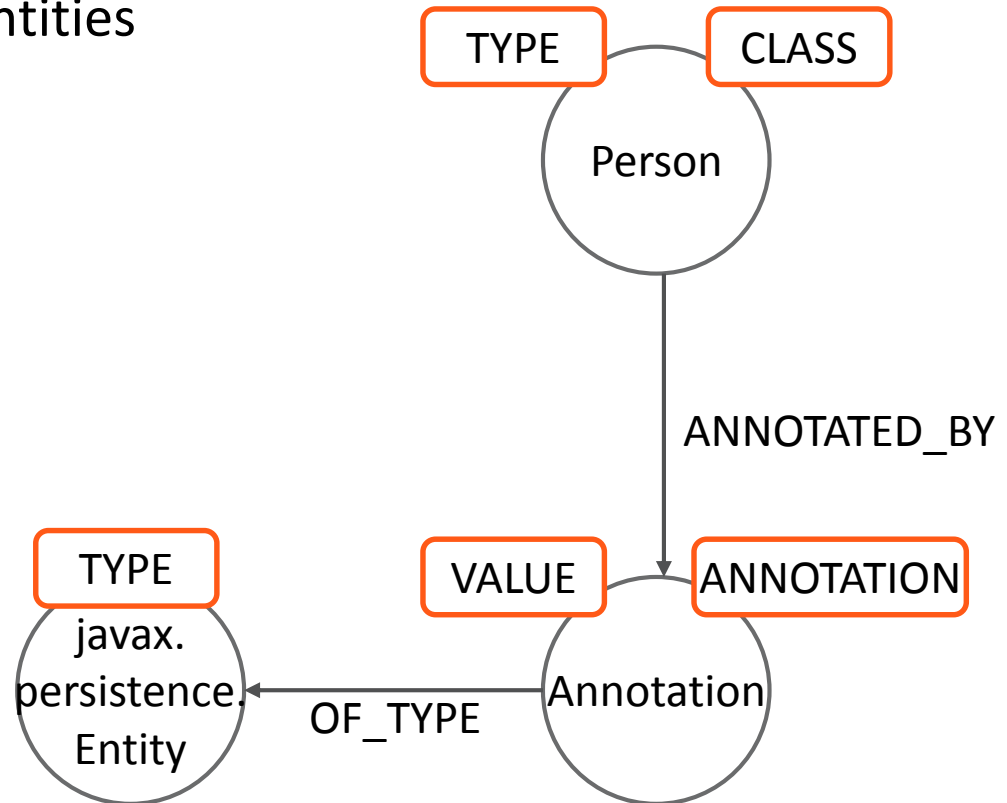 ntities
TYPE
CLASS
Person
ANNOTATED_BY
TYPE
VALUE
ANNOTATION
javax.
persistence.
Entity
OF_TYPE
Annotation